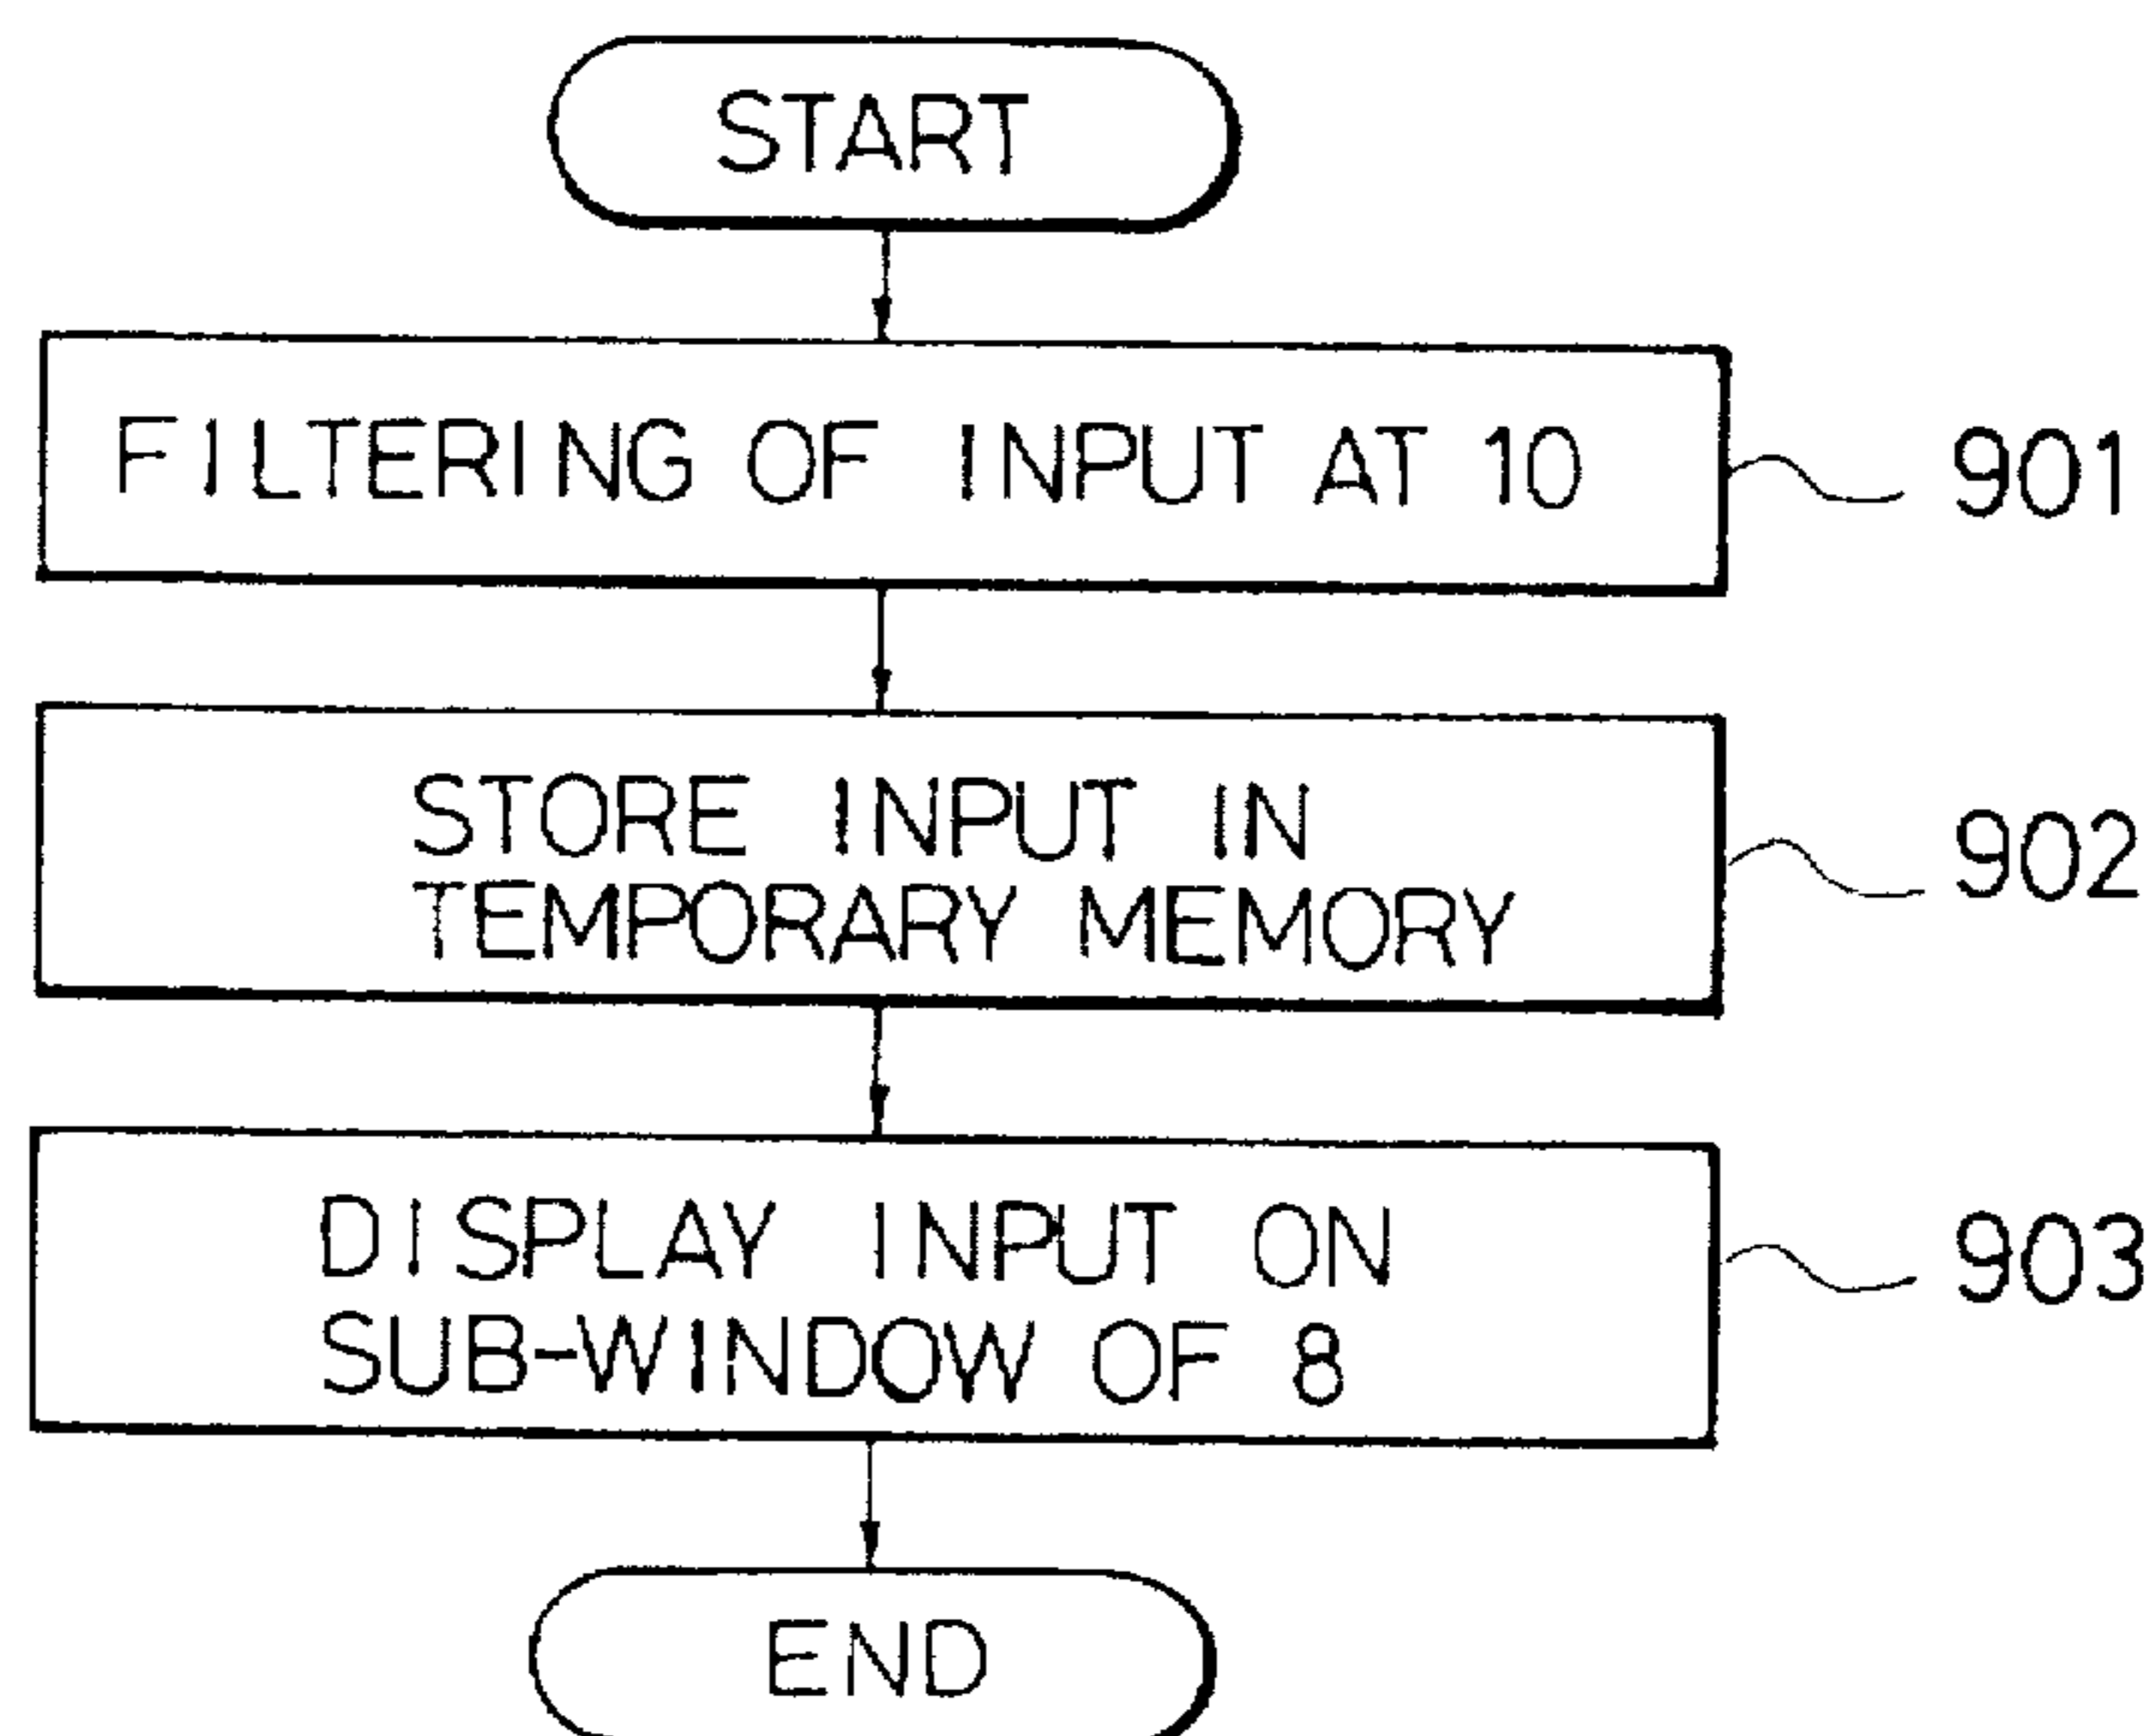 START
FILTERING OF INPUT AT 10
901
STORE INPUT IN
TEMPORARY MEMORY
902
DISPLAY INPUT ON
SUB-WINDOW OF 8
903
END